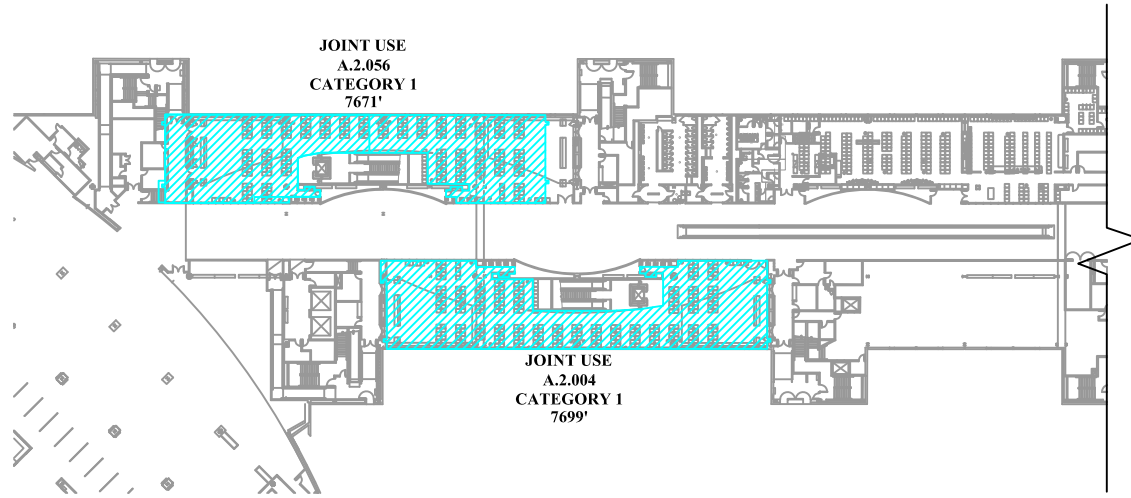 JOINT USE
A.2.056
CATEGORY 1
7671'
JOINT USE
A.2.004
CATEGORY 1
7699'